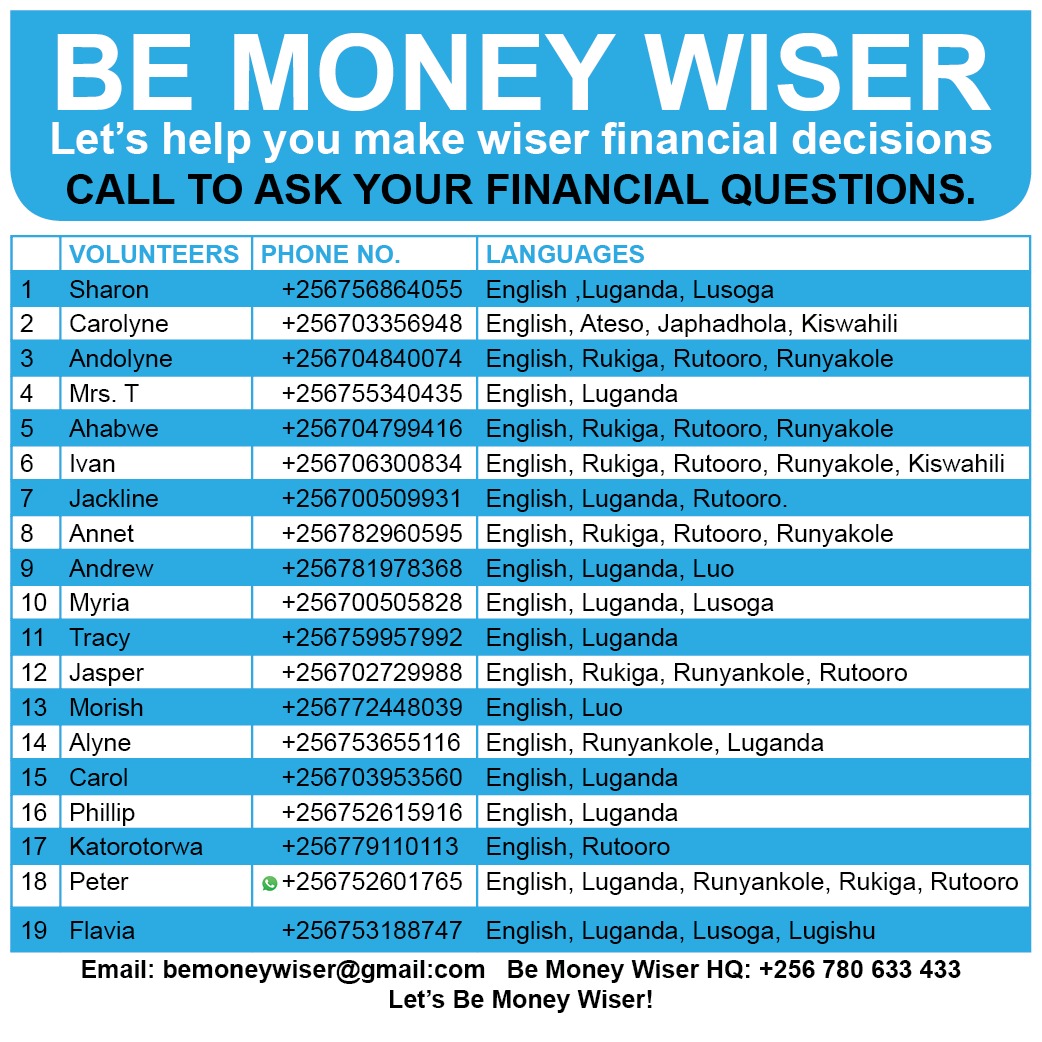 BE MONEY WISER
Let's help you make wiser financial decisions
CALL TO ASK YOUR FINANCIAL QUESTIONS.
VOLUNTEERS PHONE NO. LANGUAGES
1 Sharon +256756864055 English ,Luganda, Lusoga
2 Carolyne +256703356948 English, Ateso, Japhadhola, Kiswahili
3 Andolyne +256704840074 English, Rukiga, Rutooro, Runyakole
4 Mrs. T +256755340435 English, Luganda
5 Ahabwe +256704799416 English, Rukiga, Rutooro, Runyakole
6 Ivan +256706300834 English, Rukiga, Rutooro, Runyakole, Kiswahili
7 Jackline +256700509931 English, Luganda, Rutooro.
8 Annet +256782960595 English, Rukiga, Rutooro, Runyakole
9 Andrew +256781978368 English, Luganda, Luo
10 Myria +256700505828 English, Luganda, Lusoga
11 Tracy +256759957992 English, Luganda
12 Jasper +256702729988 English, Rukiga, Runyankole, Rutooro
13 Morish +256772448039 English, Luo
14 Alyne +256753655116 English, Runyankole, Luganda
15 Carol +256703953560 English, Luganda
16 Phillip +256752615916 English, Luganda
17 Katorotorwa +256779110113 English, Rutooro
18 Peter +256752601765 English, Luganda, Runyankole, Rukiga, Rutooro
19 Flavia +256753188747 English, Luganda, Lusoga, Lugishu
Email: bemoneywiser@gmail:com Be Money Wiser HQ: +256 780 633 433
Let's Be Money Wiser!